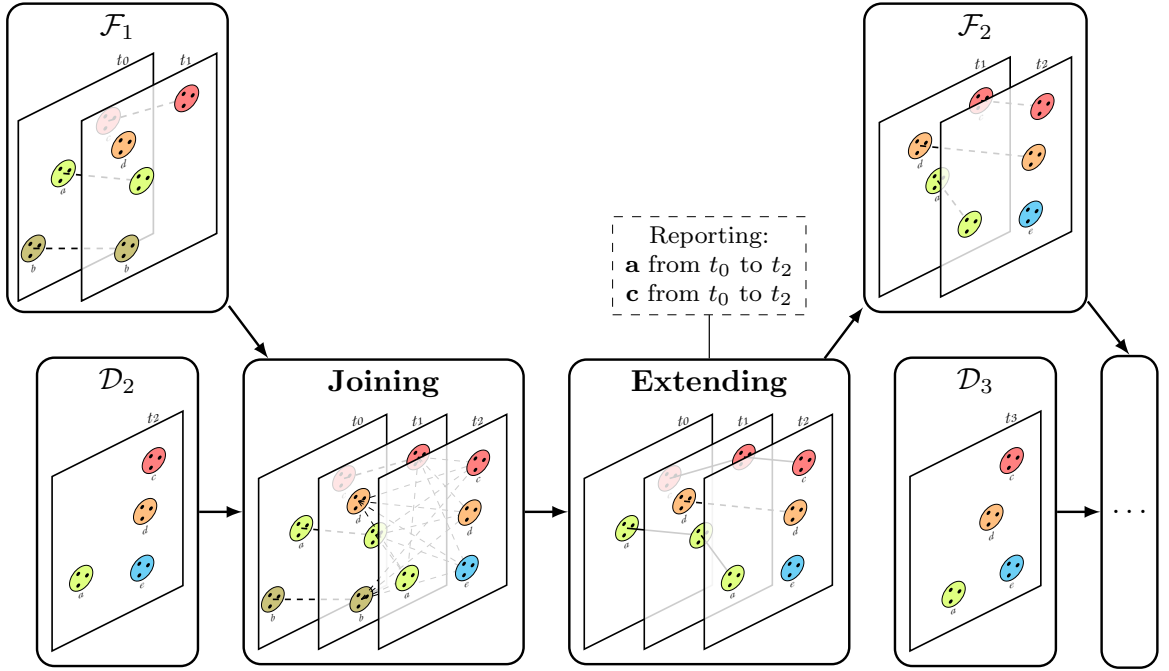 𝓕₁
t₀
t₁
c
d
a
b
b
Reporting:
a from t₀ to t₂
c from t₀ to t₂
𝓕₂
t₁
t₂
c
d
a
e
𝓓₂
t₂
c
d
e
a
Joining
t₀
t₁
t₂
c
c
d
d
a
e
a
b
b
Extending
t₀
t₁
t₂
c
c
d
d
a
e
a
𝓓₃
t₃
c
d
e
a
···